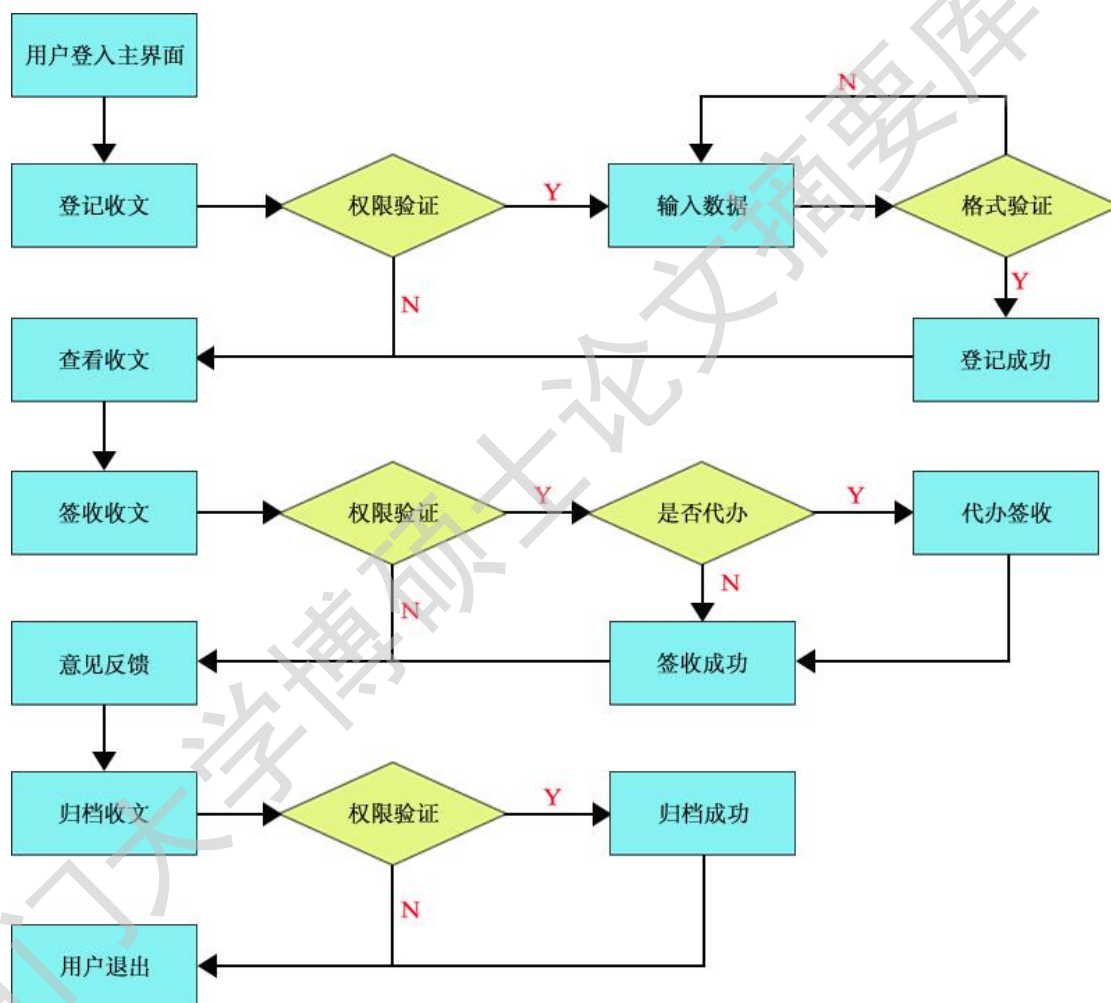 用户登入主界面
N
登记收文
权限验证
Y
输入数据
格式验证
N
Y
查看收文
登记成功
签收收文
权限验证
Y
是否代办
Y
代办签收
N
N
意见反馈
签收成功
归档收文
权限验证
Y
归档成功
N
用户退出
门大学博硕士论文摘要库